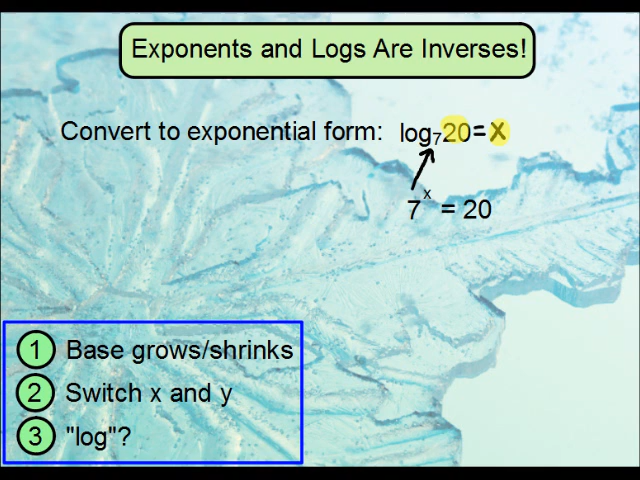 Exponents and Logs Are Inverses!
Convert to exponential form: log₇20=x
7ˣ = 20
1 Base grows/shrinks
2 Switch x and y
3 "log"?